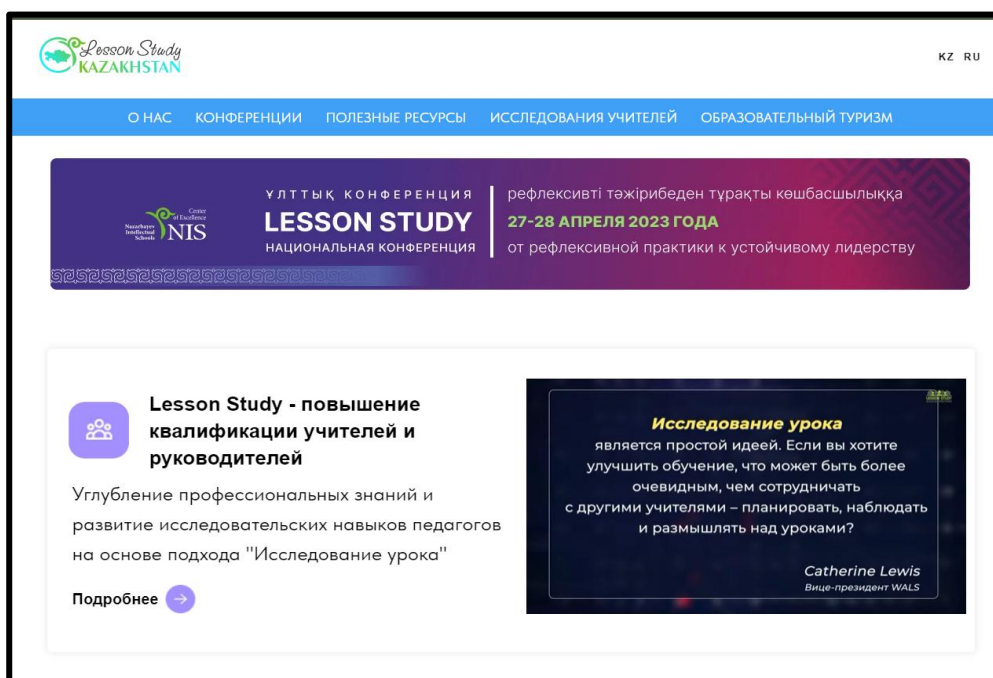 Lesson Study
KAZAKHSTAN
KZ RU
О НАС КОНФЕРЕНЦИИ ПОЛЕЗНЫЕ РЕСУРСЫ ИССЛЕДОВАНИЯ УЧИТЕЛЕЙ ОБРАЗОВАТЕЛЬНЫЙ ТУРИЗМ
Center
of Excellence
Nazarbayev
Intellectual
Schools
NIS
ҰЛТТЫҚ КОНФЕРЕНЦИЯ
LESSON STUDY
НАЦИОНАЛЬНАЯ КОНФЕРЕНЦИЯ
рефлексивті тәжірибеден тұрақты көшбасшылыққа
27-28 АПРЕЛЯ 2023 ГОДА
от рефлексивной практики к устойчивому лидерству
Lesson Study - повышение
квалификации учителей и
руководителей
Углубление профессиональных знаний и
развитие исследовательских навыков педагогов
на основе подхода "Исследование урока"
Подробнее
Исследование урока
является простой идеей. Если вы хотите
улучшить обучение, что может быть более
очевидным, чем сотрудничать
с другими учителями – планировать, наблюдать
и размышлять над уроками?
Catherine Lewis
Вице-президент WALS